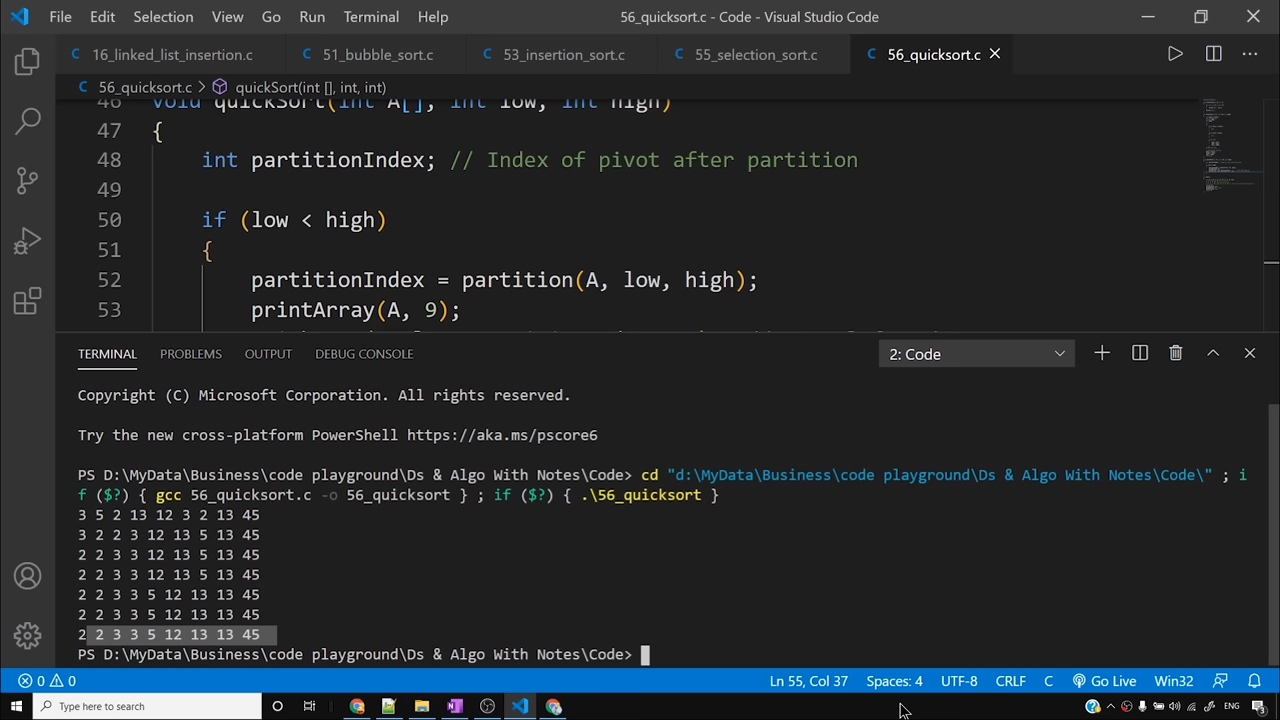 File Edit Selection View Go Run Terminal Help 56_quicksort.c - Code - Visual Studio Code
C 16_linked_list_insertion.c C 51_bubble_sort.c C 53_insertion_sort.c C 55_selection_sort.c C 56_quicksort.c
C 56_quicksort.c > quickSort(int [], int, int)
46 void quickSort(int A[], int low, int high)
47 {
48 int partitionIndex; // Index of pivot after partition
49
50 if (low < high)
51 {
52 partitionIndex = partition(A, low, high);
53 printArray(A, 9);
TERMINAL PROBLEMS OUTPUT DEBUG CONSOLE 2: Code
Copyright (C) Microsoft Corporation. All rights reserved.
Try the new cross-platform PowerShell https://aka.ms/pscore6
PS D:\MyData\Business\code playground\Ds & Algo With Notes\Code> cd "d:\MyData\Business\code playground\Ds & Algo With Notes\Code\" ; i
f ($?) { gcc 56_quicksort.c -o 56_quicksort } ; if ($?) { .\56_quicksort }
3 5 2 13 12 3 2 13 45
3 2 2 3 12 13 5 13 45
2 2 3 3 12 13 5 13 45
2 2 3 3 12 13 5 13 45
2 2 3 3 5 12 13 13 45
2 2 3 3 5 12 13 13 45
2 2 3 3 5 12 13 13 45
PS D:\MyData\Business\code playground\Ds & Algo With Notes\Code>
0 0 Ln 55, Col 37 Spaces: 4 UTF-8 CRLF C Go Live Win32
Type here to search ENG